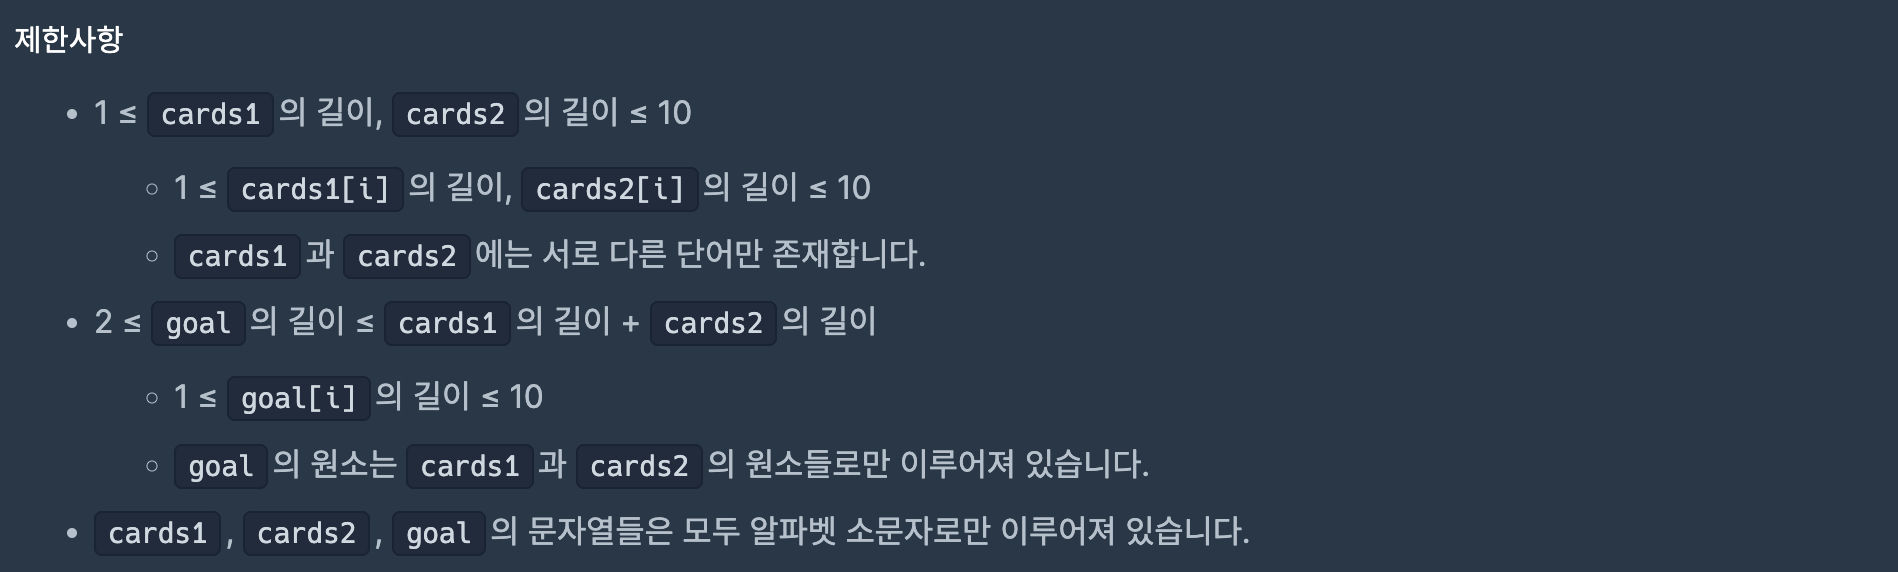 제한사항
• 1 ≤ cards1 의 길이, cards2 의 길이 ≤ 10
◦ 1 ≤ cards1[i] 의 길이, cards2[i] 의 길이 ≤ 10
◦ cards1 과 cards2 에는 서로 다른 단어만 존재합니다.
• 2 ≤ goal 의 길이 ≤ cards1 의 길이 + cards2 의 길이
◦ 1 ≤ goal[i] 의 길이 ≤ 10
◦ goal 의 원소는 cards1 과 cards2 의 원소들로만 이루어져 있습니다.
• cards1 , cards2 , goal 의 문자열들은 모두 알파벳 소문자로만 이루어져 있습니다.